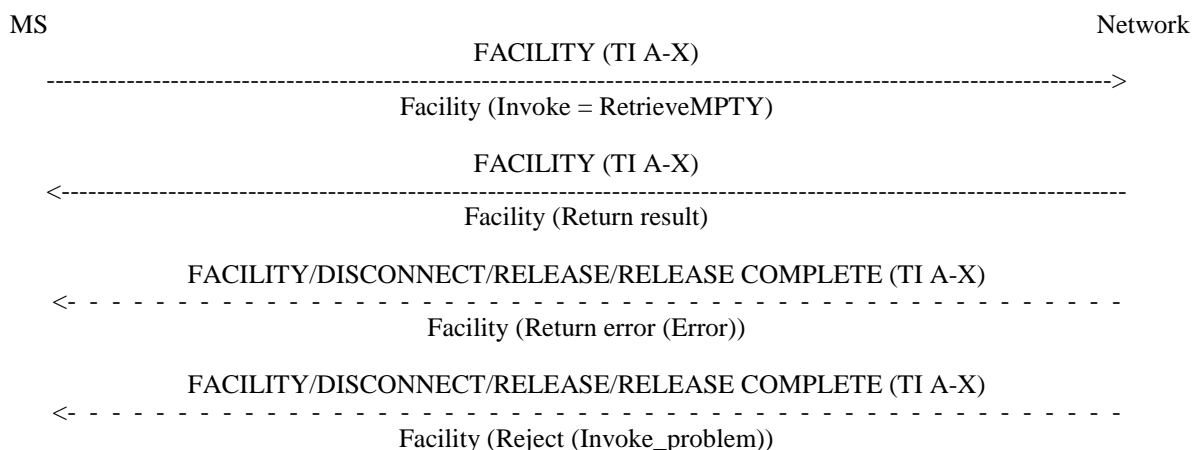 MS Network
FACILITY (TI A-X)
Facility (Invoke = RetrieveMPTY)
FACILITY (TI A-X)
Facility (Return result)
FACILITY/DISCONNECT/RELEASE/RELEASE COMPLETE (TI A-X)
Facility (Return error (Error))
FACILITY/DISCONNECT/RELEASE/RELEASE COMPLETE (TI A-X)
Facility (Reject (Invoke_problem))